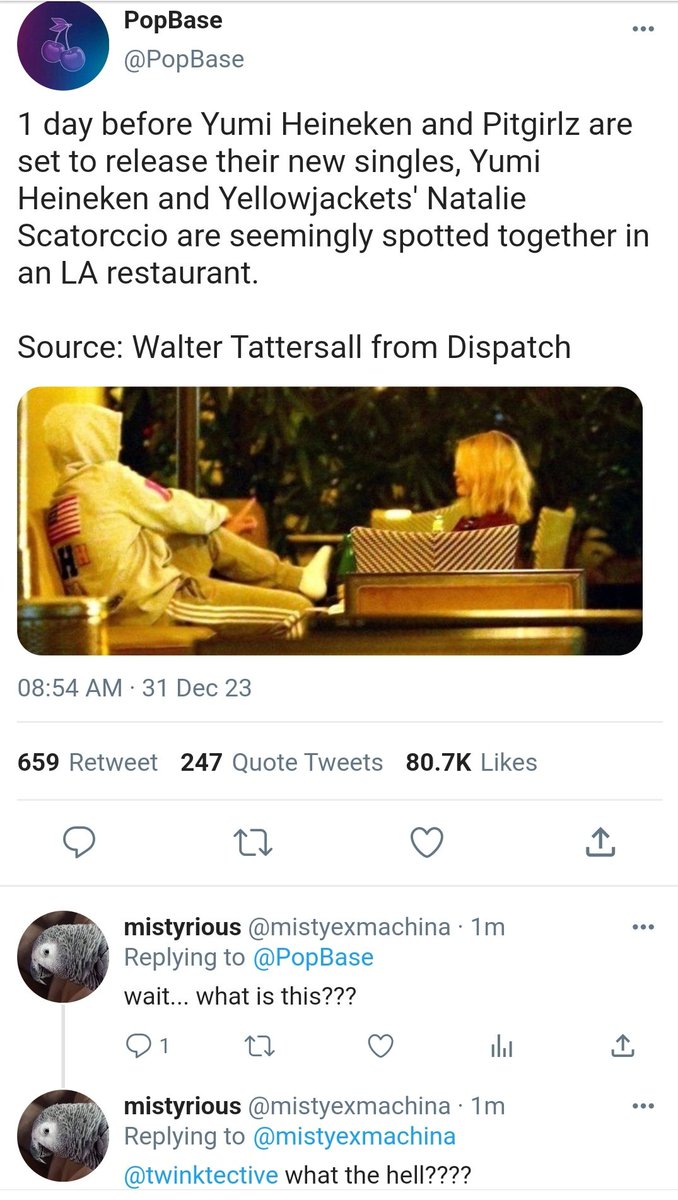 PopBase
@PopBase
1 day before Yumi Heineken and Pitgirlz are
set to release their new singles, Yumi
Heineken and Yellowjackets' Natalie
Scatorccio are seemingly spotted together in
an LA restaurant.
Source: Walter Tattersall from Dispatch
08:54 AM · 31 Dec 23
659 Retweet 247 Quote Tweets 80.7K Likes
mistyrious @mistyexmachina · 1m
Replying to @PopBase
wait... what is this???
1
mistyrious @mistyexmachina · 1m
Replying to @mistyexmachina
@twinktective what the hell????